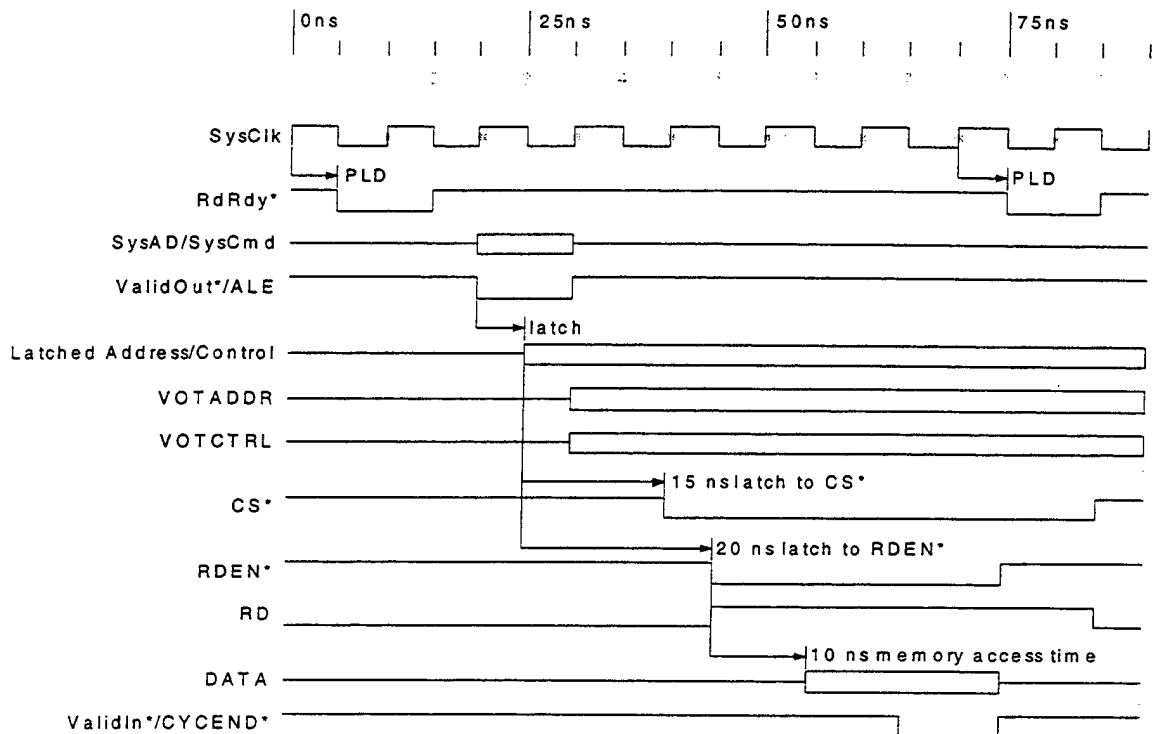 0ns 25ns 50ns 75ns
SysClk
PLD PLD
RdRdy*
SysAD/SysCmd
ValidOut*/ALE
latch
Latched Address/Control
VOTADDR
VOTCTRL
15 ns latch to CS*
CS*
20 ns latch to RDEN*
RDEN*
RD
10 ns memory access time
DATA
ValidIn*/CYCEND*